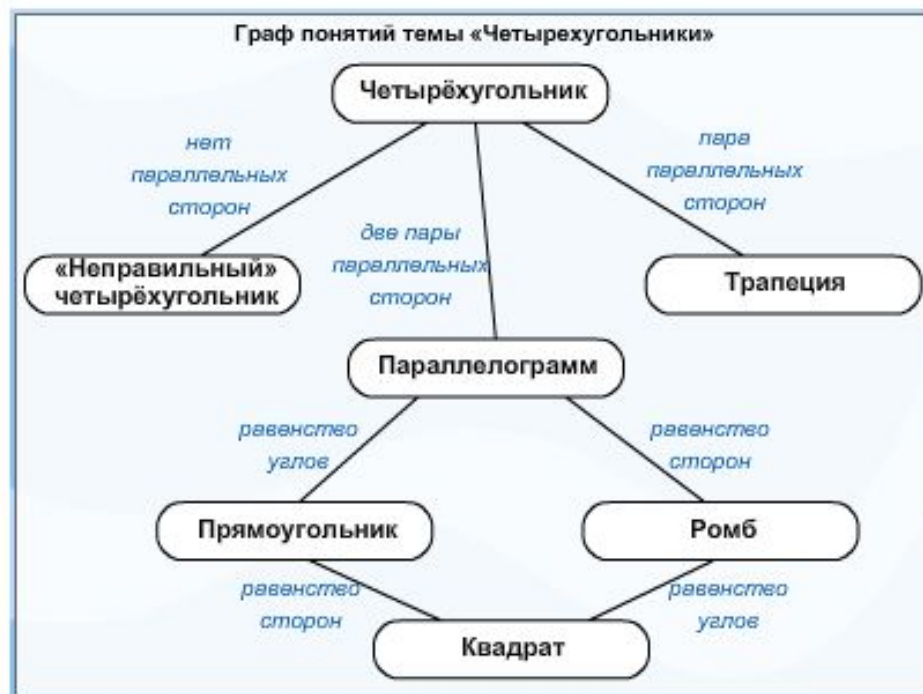 Граф понятий темы «Четырехугольники»
Четырёхугольник
нет
параллельных
сторон
пара
параллельных
сторон
две пары
параллельных
сторон
«Неправильный»
четырёхугольник
Трапеция
Параллелограмм
равенство
углов
равенство
сторон
Прямоугольник
Ромб
равенство
сторон
равенство
углов
Квадрат